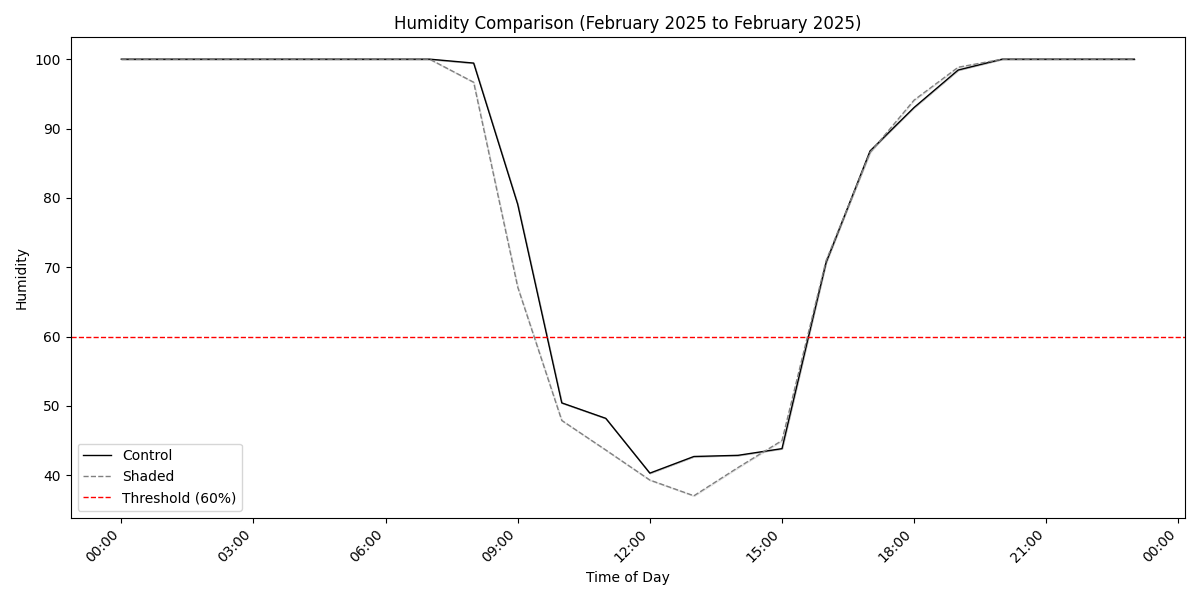 Humidity Comparison (February 2025 to February 2025)
Humidity
100
90
80
70
60
50
40
Control
Shaded
Threshold (60%)
00:00
03:00
06:00
09:00
12:00
15:00
18:00
21:00
00:00
Time of Day